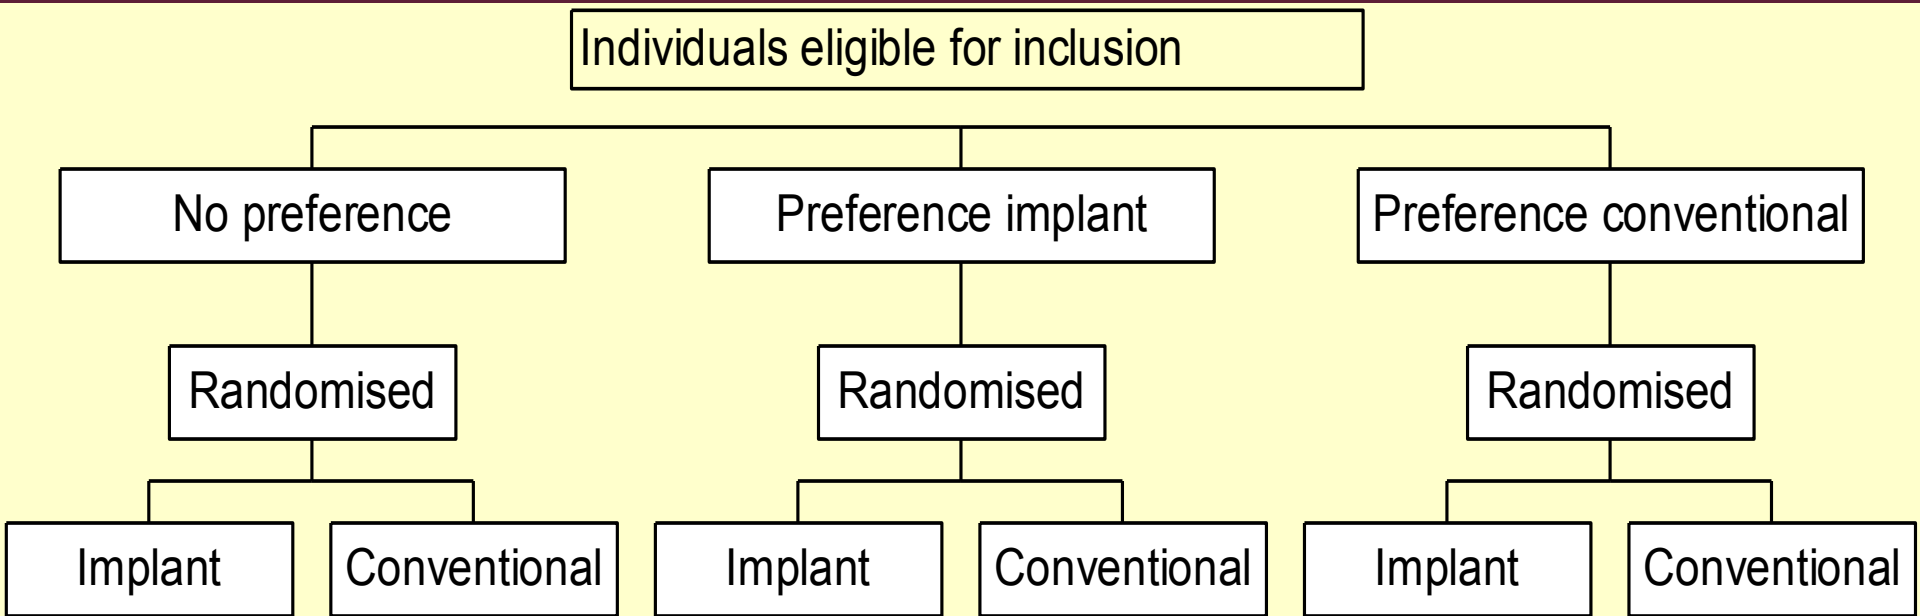 Individuals eligible for inclusion
No preference
Preference implant
Preference conventional
Randomised
Randomised
Randomised
Implant
Conventional
Implant
Conventional
Implant
Conventional